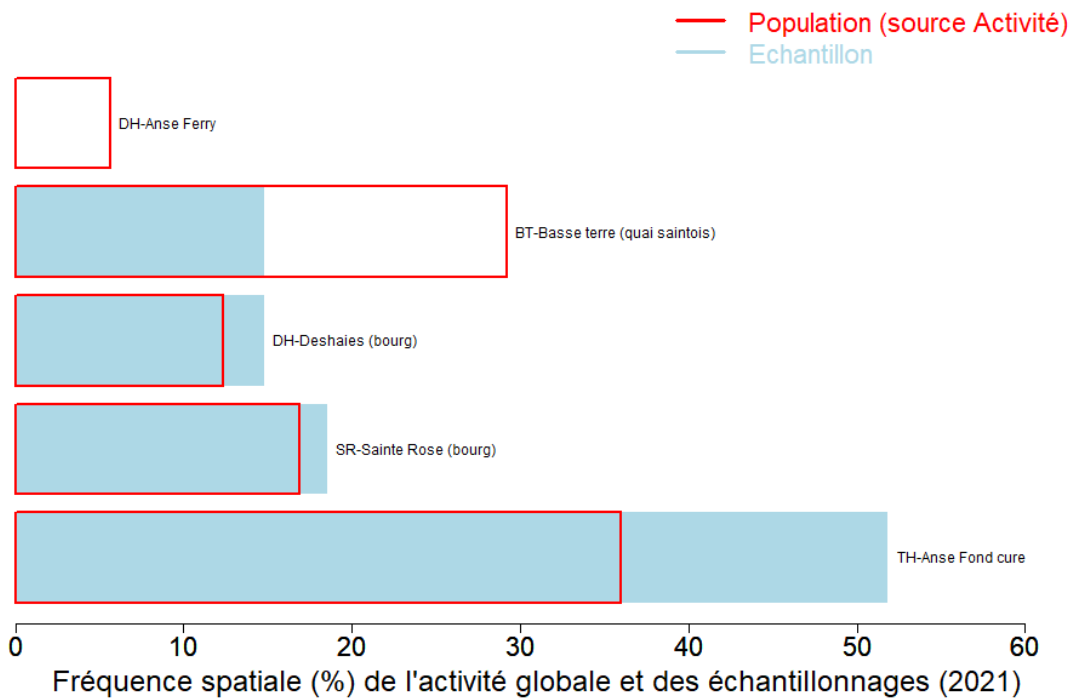 Population (source Activité)
Echantillon
DH-Anse Ferry
BT-Basse terre (quai saintois)
DH-Deshaies (bourg)
SR-Sainte Rose (bourg)
TH-Anse Fond cure
0 10 20 30 40 50 60
Fréquence spatiale (%) de l'activité globale et des échantillonnages (2021)